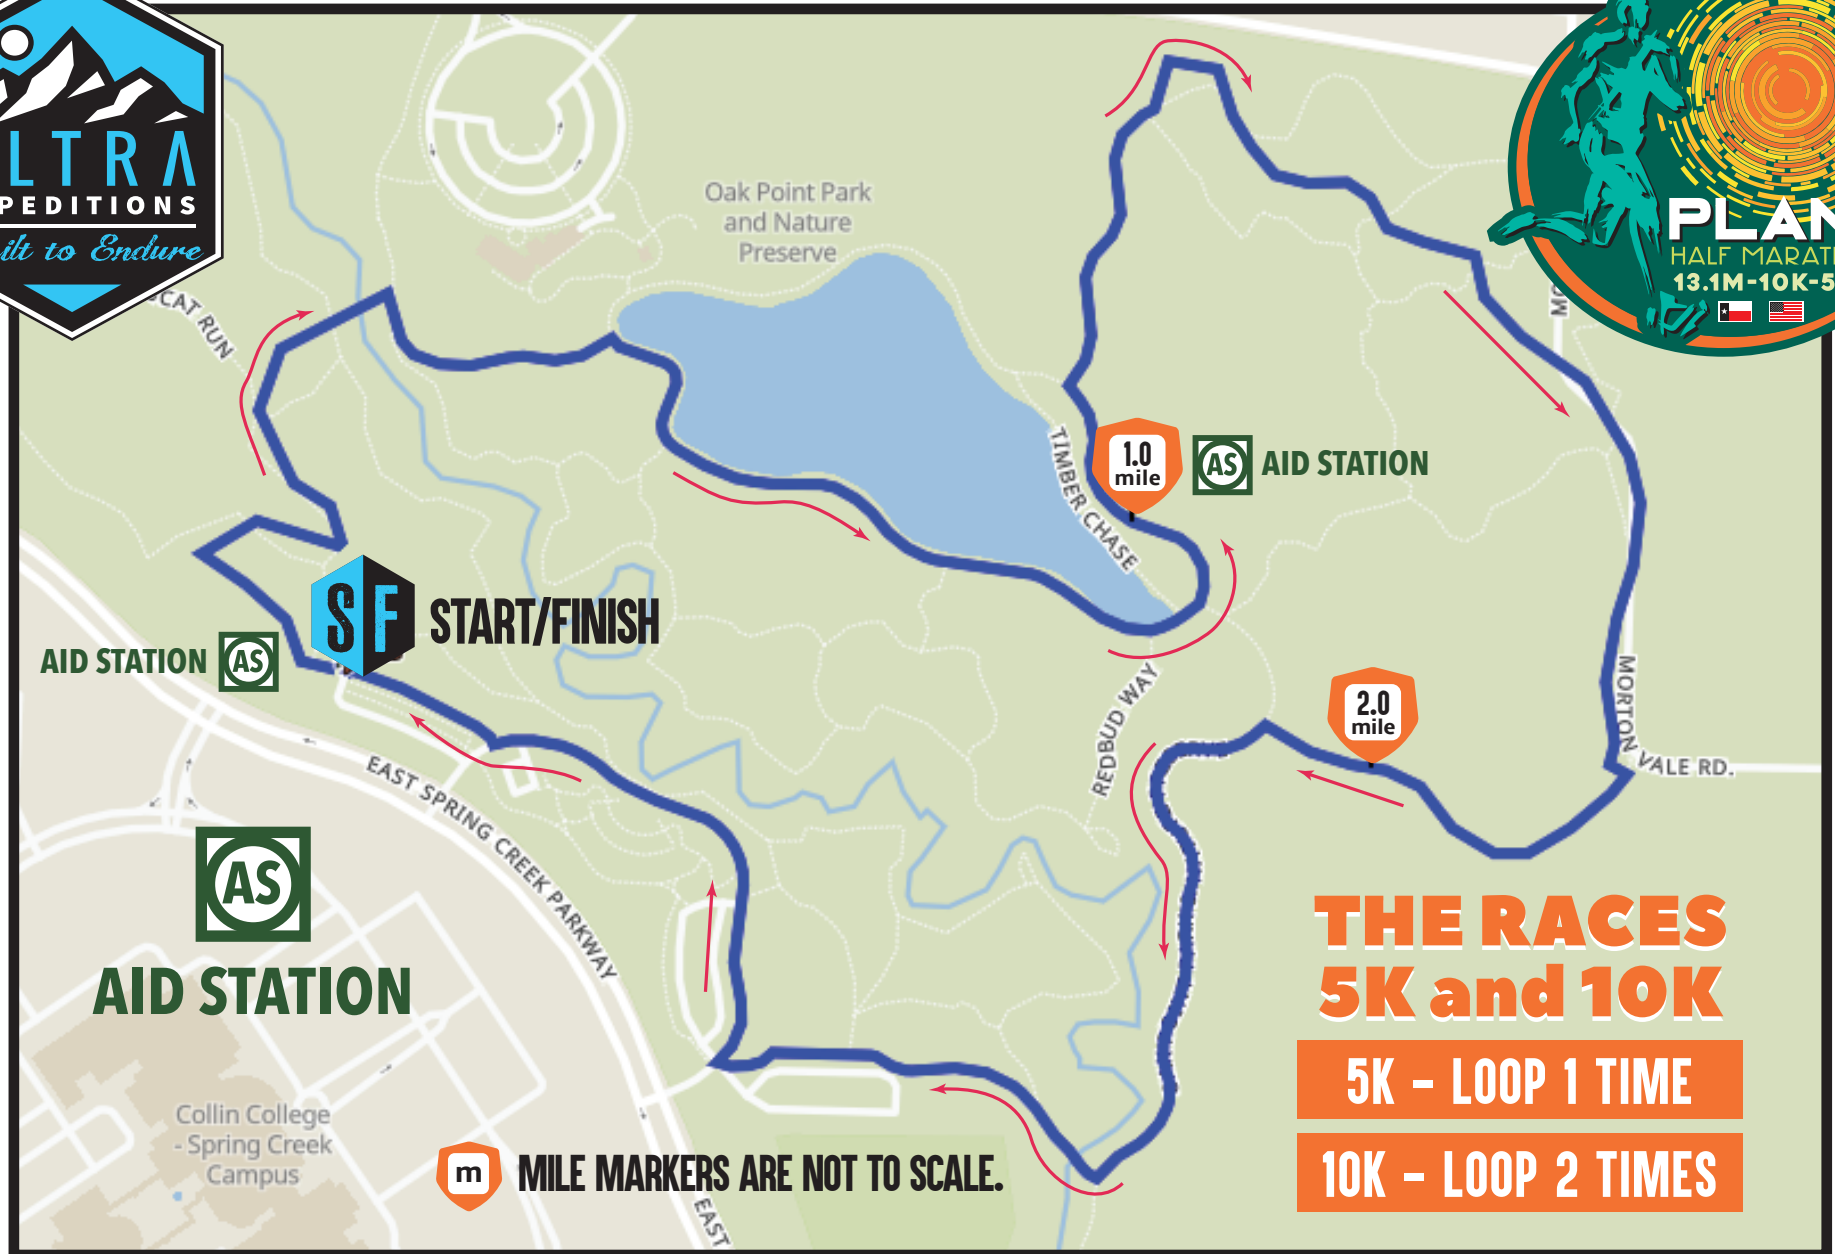 LTRA
PEDITIONS
ilt to Endure
CAT RUN
Oak Point Park
and Nature
Preserve
PLAN
HALF MARAT
13.1M-10K-5
MO
1.0
mile
AS
AID STATION
TIMBER CHASE
S F
START/FINISH
AID STATION
AS
REDBUD WAY
2.0
mile
MORTON
VALE RD.
EAST SPRING CREEK PARKWAY
AS
AID STATION
THE RACES
5K and 10K
5K – LOOP 1 TIME
10K – LOOP 2 TIMES
Collin College
- Spring Creek
Campus
m
MILE MARKERS ARE NOT TO SCALE.
EAST